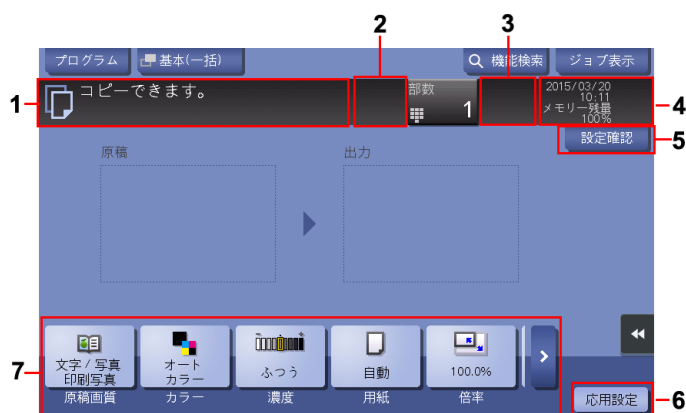 2 3
プログラム 基本(一括) 機能検索 ジョブ表示
1 コピーできます。 部数 1 2015/03/20
10:11
メモリー残量
100% 4
設定確認 5
原稿 出力
7 文字/写真
印刷写真 オート
カラー ふつう 自動 100.0%
原稿画質 カラー 濃度 用紙 倍率 応用設定 6